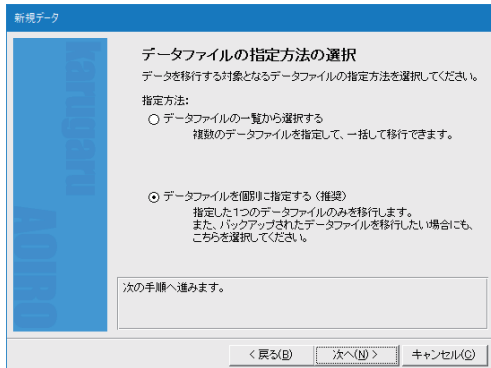 新規データ
データファイルの指定方法の選択
データを移行する対象となるデータファイルの指定方法を選択してください。
指定方法:
データファイルの一覧から選択する
複数のデータファイルを指定して、一括して移行できます。
データファイルを個別に指定する（推奨）
指定した1つのデータファイルのみを移行します。
また、バックアップされたデータファイルを移行したい場合にも、
こちらを選択してください。
karugaru
AOIRO
次の手順へ進みます。
< 戻る(B)
次へ(N) >
キャンセル(C)